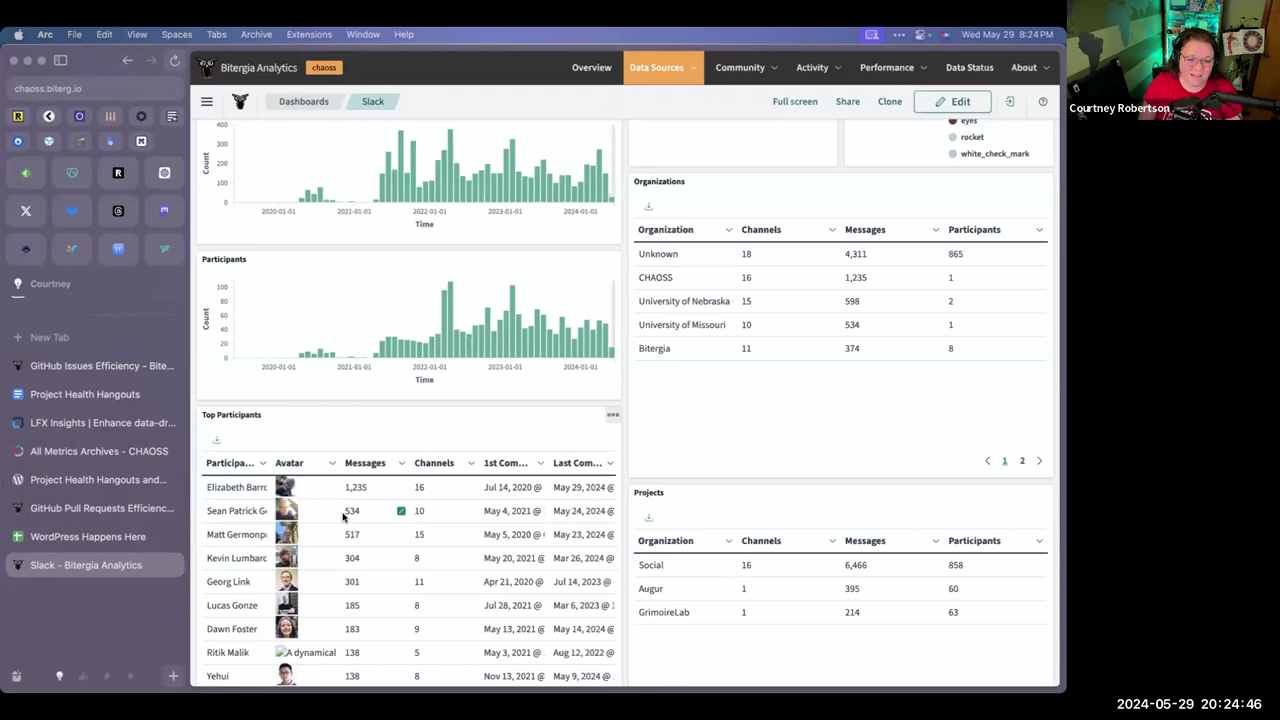 Arc File Edit View Spaces Tabs Archive Extensions Window Help
Wed May 29 8:24 PM
Courtney Robertson
chaoss.biterg.io
Courtney
New Tab
GitHub Issues Efficiency - Bite...
Project Health Hangouts
LFX Insights | Enhance data-dr...
All Metrics Archives - CHAOSS
Project Health Hangouts and...
GitHub Pull Requests Efficienc...
WordPress Happens Here
Slack - Bitergia Analytics
Bitergia Analytics chaoss Overview Data Sources Community Activity Performance Data Status About
Dashboards Slack Full screen Share Clone Edit
400
300
200
100
0
Count
2020-01-01 2021-01-01 2022-01-01 2023-01-01 2024-01-01
Time
Participants
100
80
60
40
20
0
Count
2020-01-01 2021-01-01 2022-01-01 2023-01-01 2024-01-01
Time
Top Participants
Participa... Avatar Messages Channels 1st Com... Last Com...
Elizabeth Barrc 1,235 16 Jul 14, 2020 @ May 29, 2024 @
Sean Patrick G 534 10 May 4, 2021 @ May 24, 2024 @
Matt Germonp 517 15 May 5, 2020 @ May 23, 2024 @
Kevin Lumbarc 304 8 May 20, 2021 @ Mar 26, 2024 @
Georg Link 301 11 Apr 21, 2020 @ Jul 14, 2023 @
Lucas Gonze 185 8 Jul 28, 2021 @ Mar 6, 2023 @ 1
Dawn Foster 183 9 May 13, 2021 @ May 14, 2024 @
Ritik Malik A dynamical 138 5 May 3, 2021 @ Aug 12, 2022 @
Yehui 138 8 Nov 13, 2021 @ May 9, 2024 @
eyes
rocket
white_check_mark
Organizations
Organization Channels Messages Participants
Unknown 18 4,311 865
CHAOSS 16 1,235 1
University of Nebraska 15 598 2
University of Missouri 10 534 1
Bitergia 11 374 8
1 2
Projects
Organization Channels Messages Participants
Social 16 6,466 858
Augur 1 395 60
GrimoireLab 1 214 63
2024-05-29 20:24:46